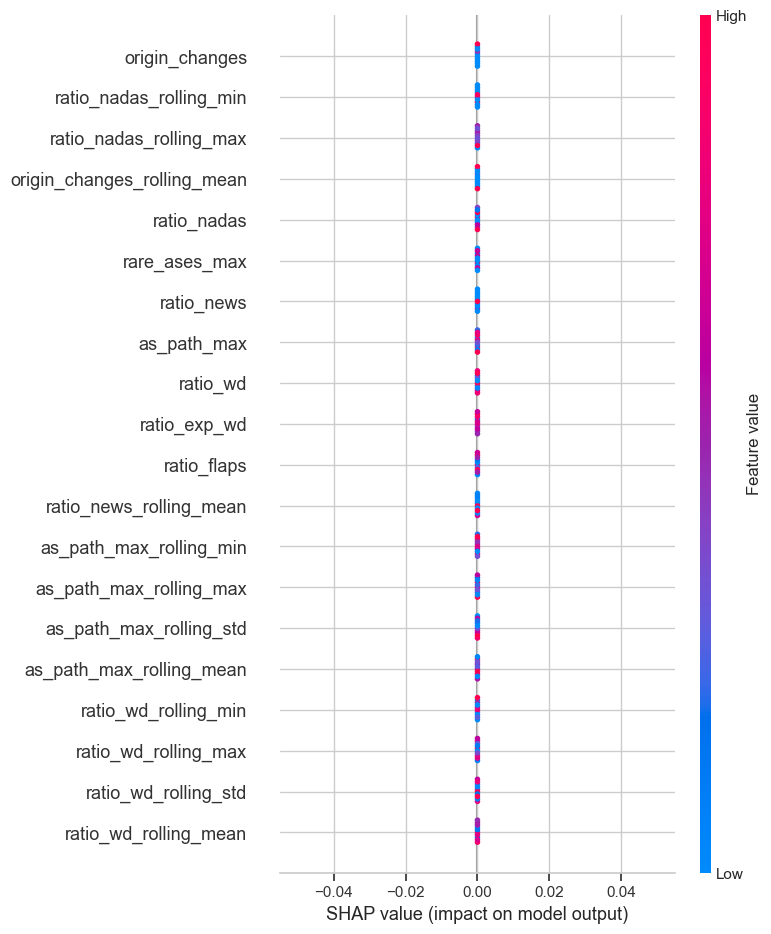 High
origin_changes
ratio_nadas_rolling_min
ratio_nadas_rolling_max
origin_changes_rolling_mean
ratio_nadas
rare_ases_max
ratio_news
as_path_max
ratio_wd
ratio_exp_wd
ratio_flaps
ratio_news_rolling_mean
as_path_max_rolling_min
as_path_max_rolling_max
as_path_max_rolling_std
as_path_max_rolling_mean
ratio_wd_rolling_min
ratio_wd_rolling_max
ratio_wd_rolling_std
ratio_wd_rolling_mean
Feature value
Low
−0.04 −0.02 0.00 0.02 0.04
SHAP value (impact on model output)